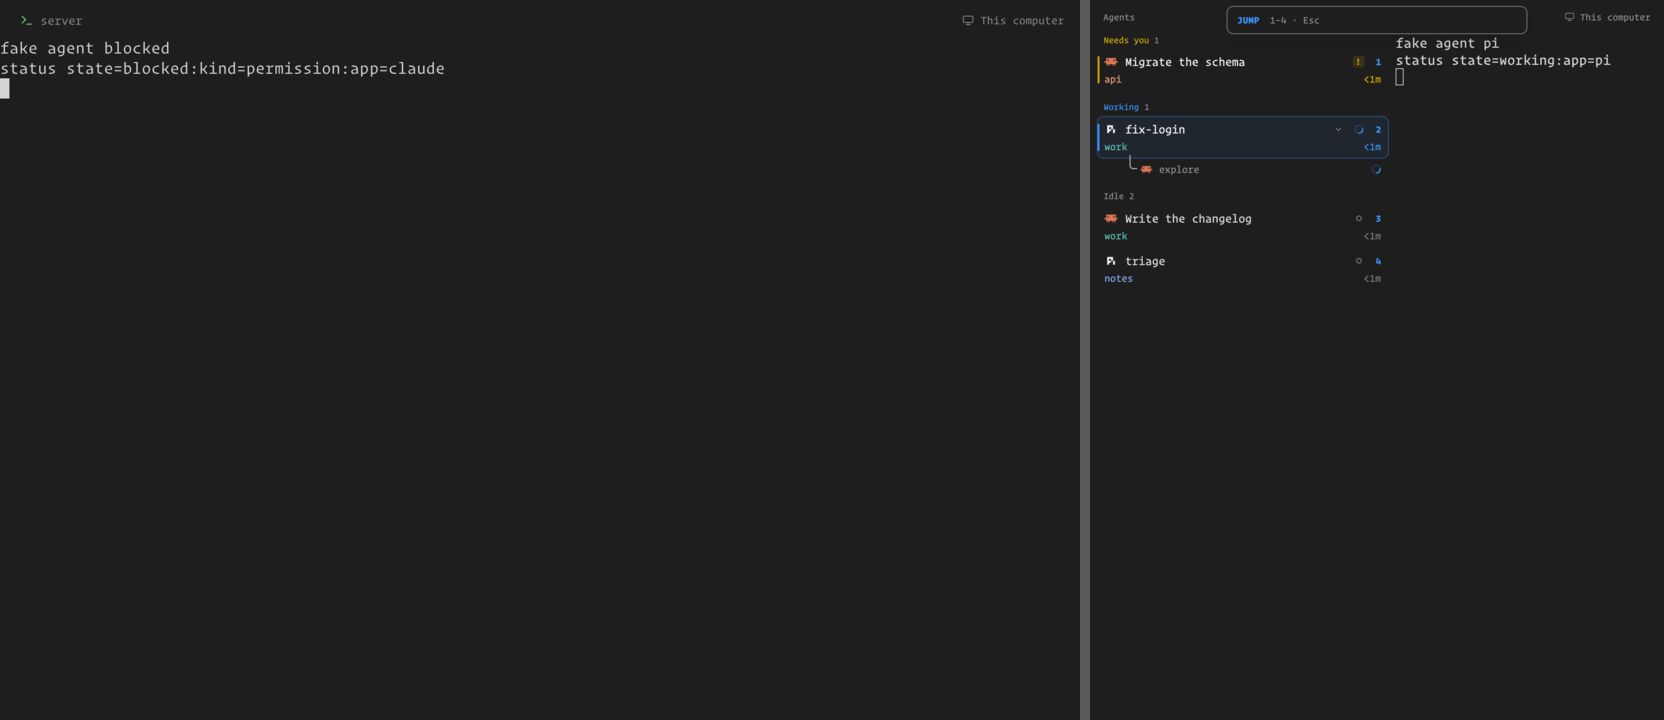 server
This computer
fake agent blocked
status state=blocked:kind=permission:app=claude
Agents
JUMP 1-4 · Esc
This computer
Needs you 1
Migrate the schema ! 1
api <1m
Working 1
fix-login 2
work <1m
explore
Idle 2
Write the changelog 3
work <1m
triage 4
notes <1m
fake agent pi
status state=working:app=pi